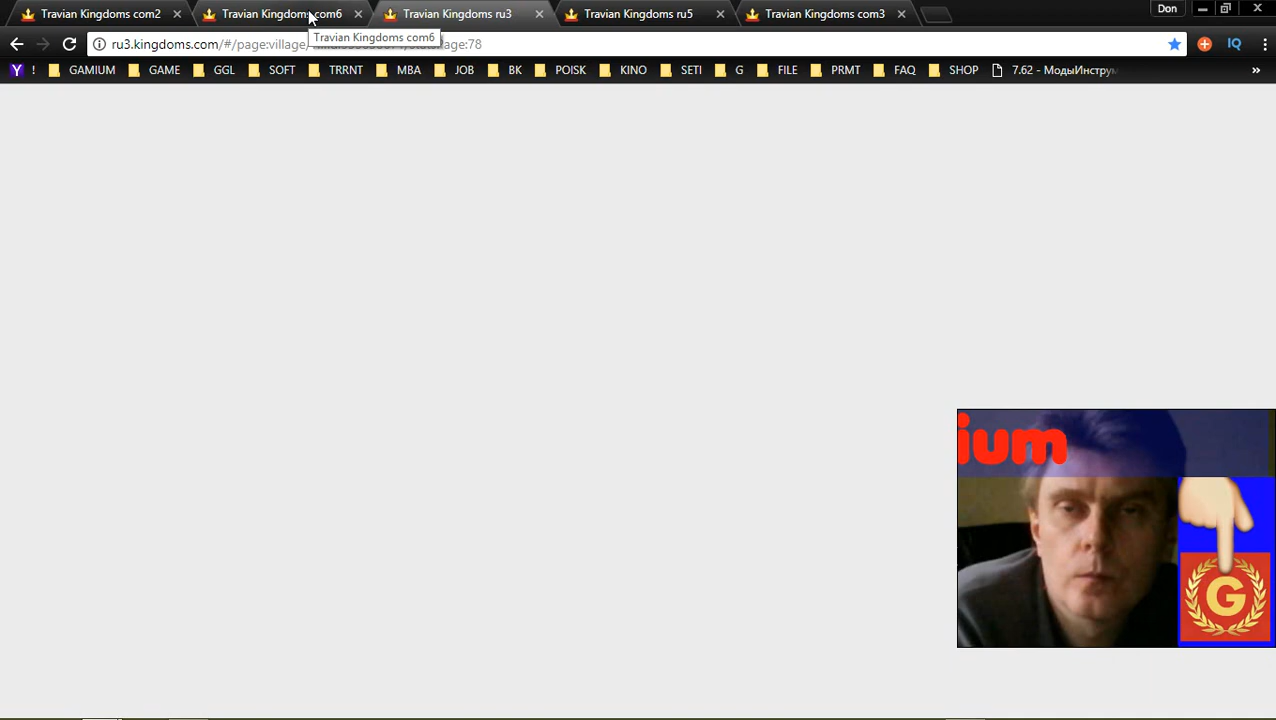 Travian Kingdoms com2
Travian Kingdoms com6
Travian Kingdoms ru3
Travian Kingdoms ru5
Travian Kingdoms com3
Don
Travian Kingdoms com6
ru3.kingdoms.com/#/page:village/
age:78
IQ
Y !
GAMIUM
GAME
GGL
SOFT
TRRNT
MBA
JOB
BK
POISK
KINO
SETI
G
FILE
PRMT
FAQ
SHOP
7.62 - МодыИнструм
»
ium
G